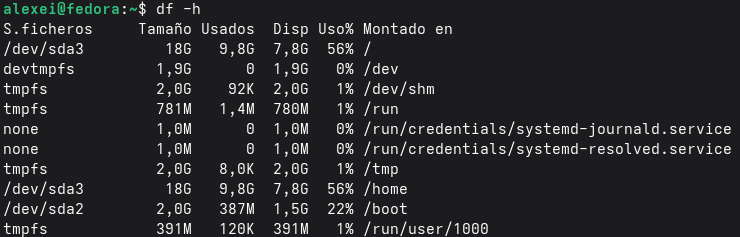 alexei@fedora:~$ df -h
S.ficheros     Tamaño Usados  Disp Uso% Montado en
/dev/sda3         18G   9,8G  7,8G  56% /
devtmpfs         1,9G      0  1,9G   0% /dev
tmpfs            2,0G    92K  2,0G   1% /dev/shm
tmpfs            781M   1,4M  780M   1% /run
none             1,0M      0  1,0M   0% /run/credentials/systemd-journald.service
none             1,0M      0  1,0M   0% /run/credentials/systemd-resolved.service
tmpfs            2,0G   8,0K  2,0G   1% /tmp
/dev/sda3         18G   9,8G  7,8G  56% /home
/dev/sda2        2,0G   387M  1,5G  22% /boot
tmpfs            391M   120K  391M   1% /run/user/1000